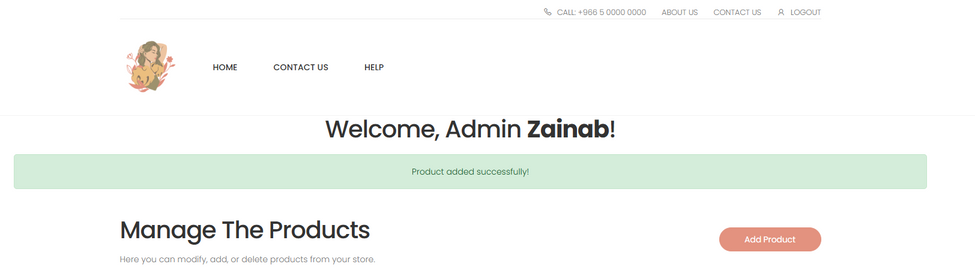 CALL: +966 5 0000 0000 ABOUT US CONTACT US LOGOUT
HOME CONTACT US HELP
Welcome, Admin Zainab!
Product added successfully!
Manage The Products
Add Product
Here you can modify, add, or delete products from your store.